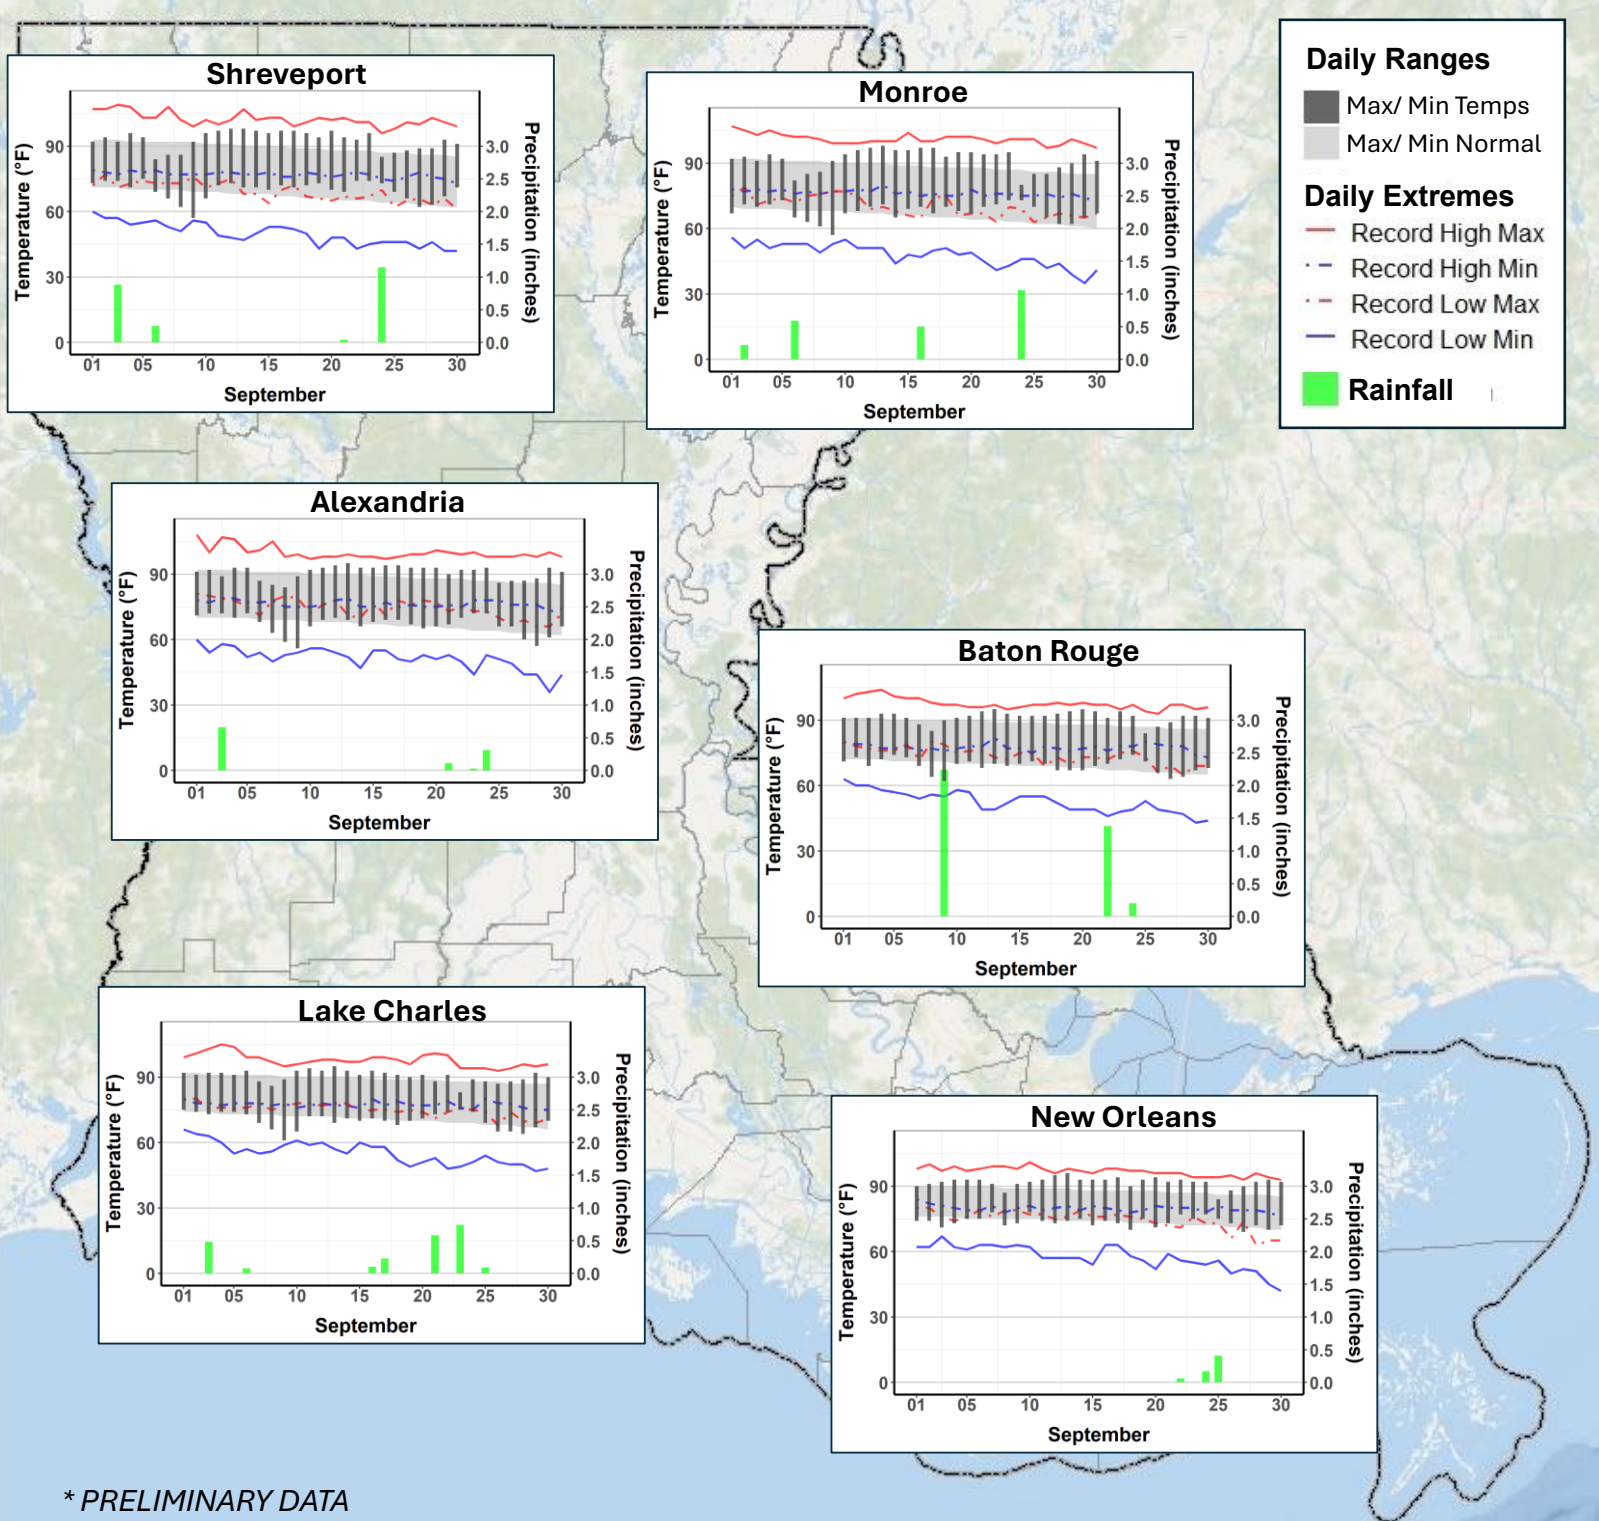 Daily Ranges
Max/ Min Temps
Max/ Min Normal
Daily Extremes
Record High Max
Record High Min
Record Low Max
Record Low Min
Rainfall
Shreveport
Temperature (°F)
90
60
30
0
3.0
2.5
2.0
1.5
1.0
0.5
0.0
Precipitation (inches)
01 05 10 15 20 25 30
September
Monroe
Temperature (°F)
90
60
30
0
3.0
2.5
2.0
1.5
1.0
0.5
0.0
Precipitation (inches)
01 05 10 15 20 25 30
September
Alexandria
Temperature (°F)
90
60
30
0
3.0
2.5
2.0
1.5
1.0
0.5
0.0
Precipitation (inches)
01 05 10 15 20 25 30
September
Baton Rouge
Temperature (°F)
90
60
30
0
3.0
2.5
2.0
1.5
1.0
0.5
0.0
Precipitation (inches)
01 05 10 15 20 25 30
September
Lake Charles
Temperature (°F)
90
60
30
0
3.0
2.5
2.0
1.5
1.0
0.5
0.0
Precipitation (inches)
01 05 10 15 20 25 30
September
New Orleans
Temperature (°F)
90
60
30
0
3.0
2.5
2.0
1.5
1.0
0.5
0.0
Precipitation (inches)
01 05 10 15 20 25 30
September
* PRELIMINARY DATA